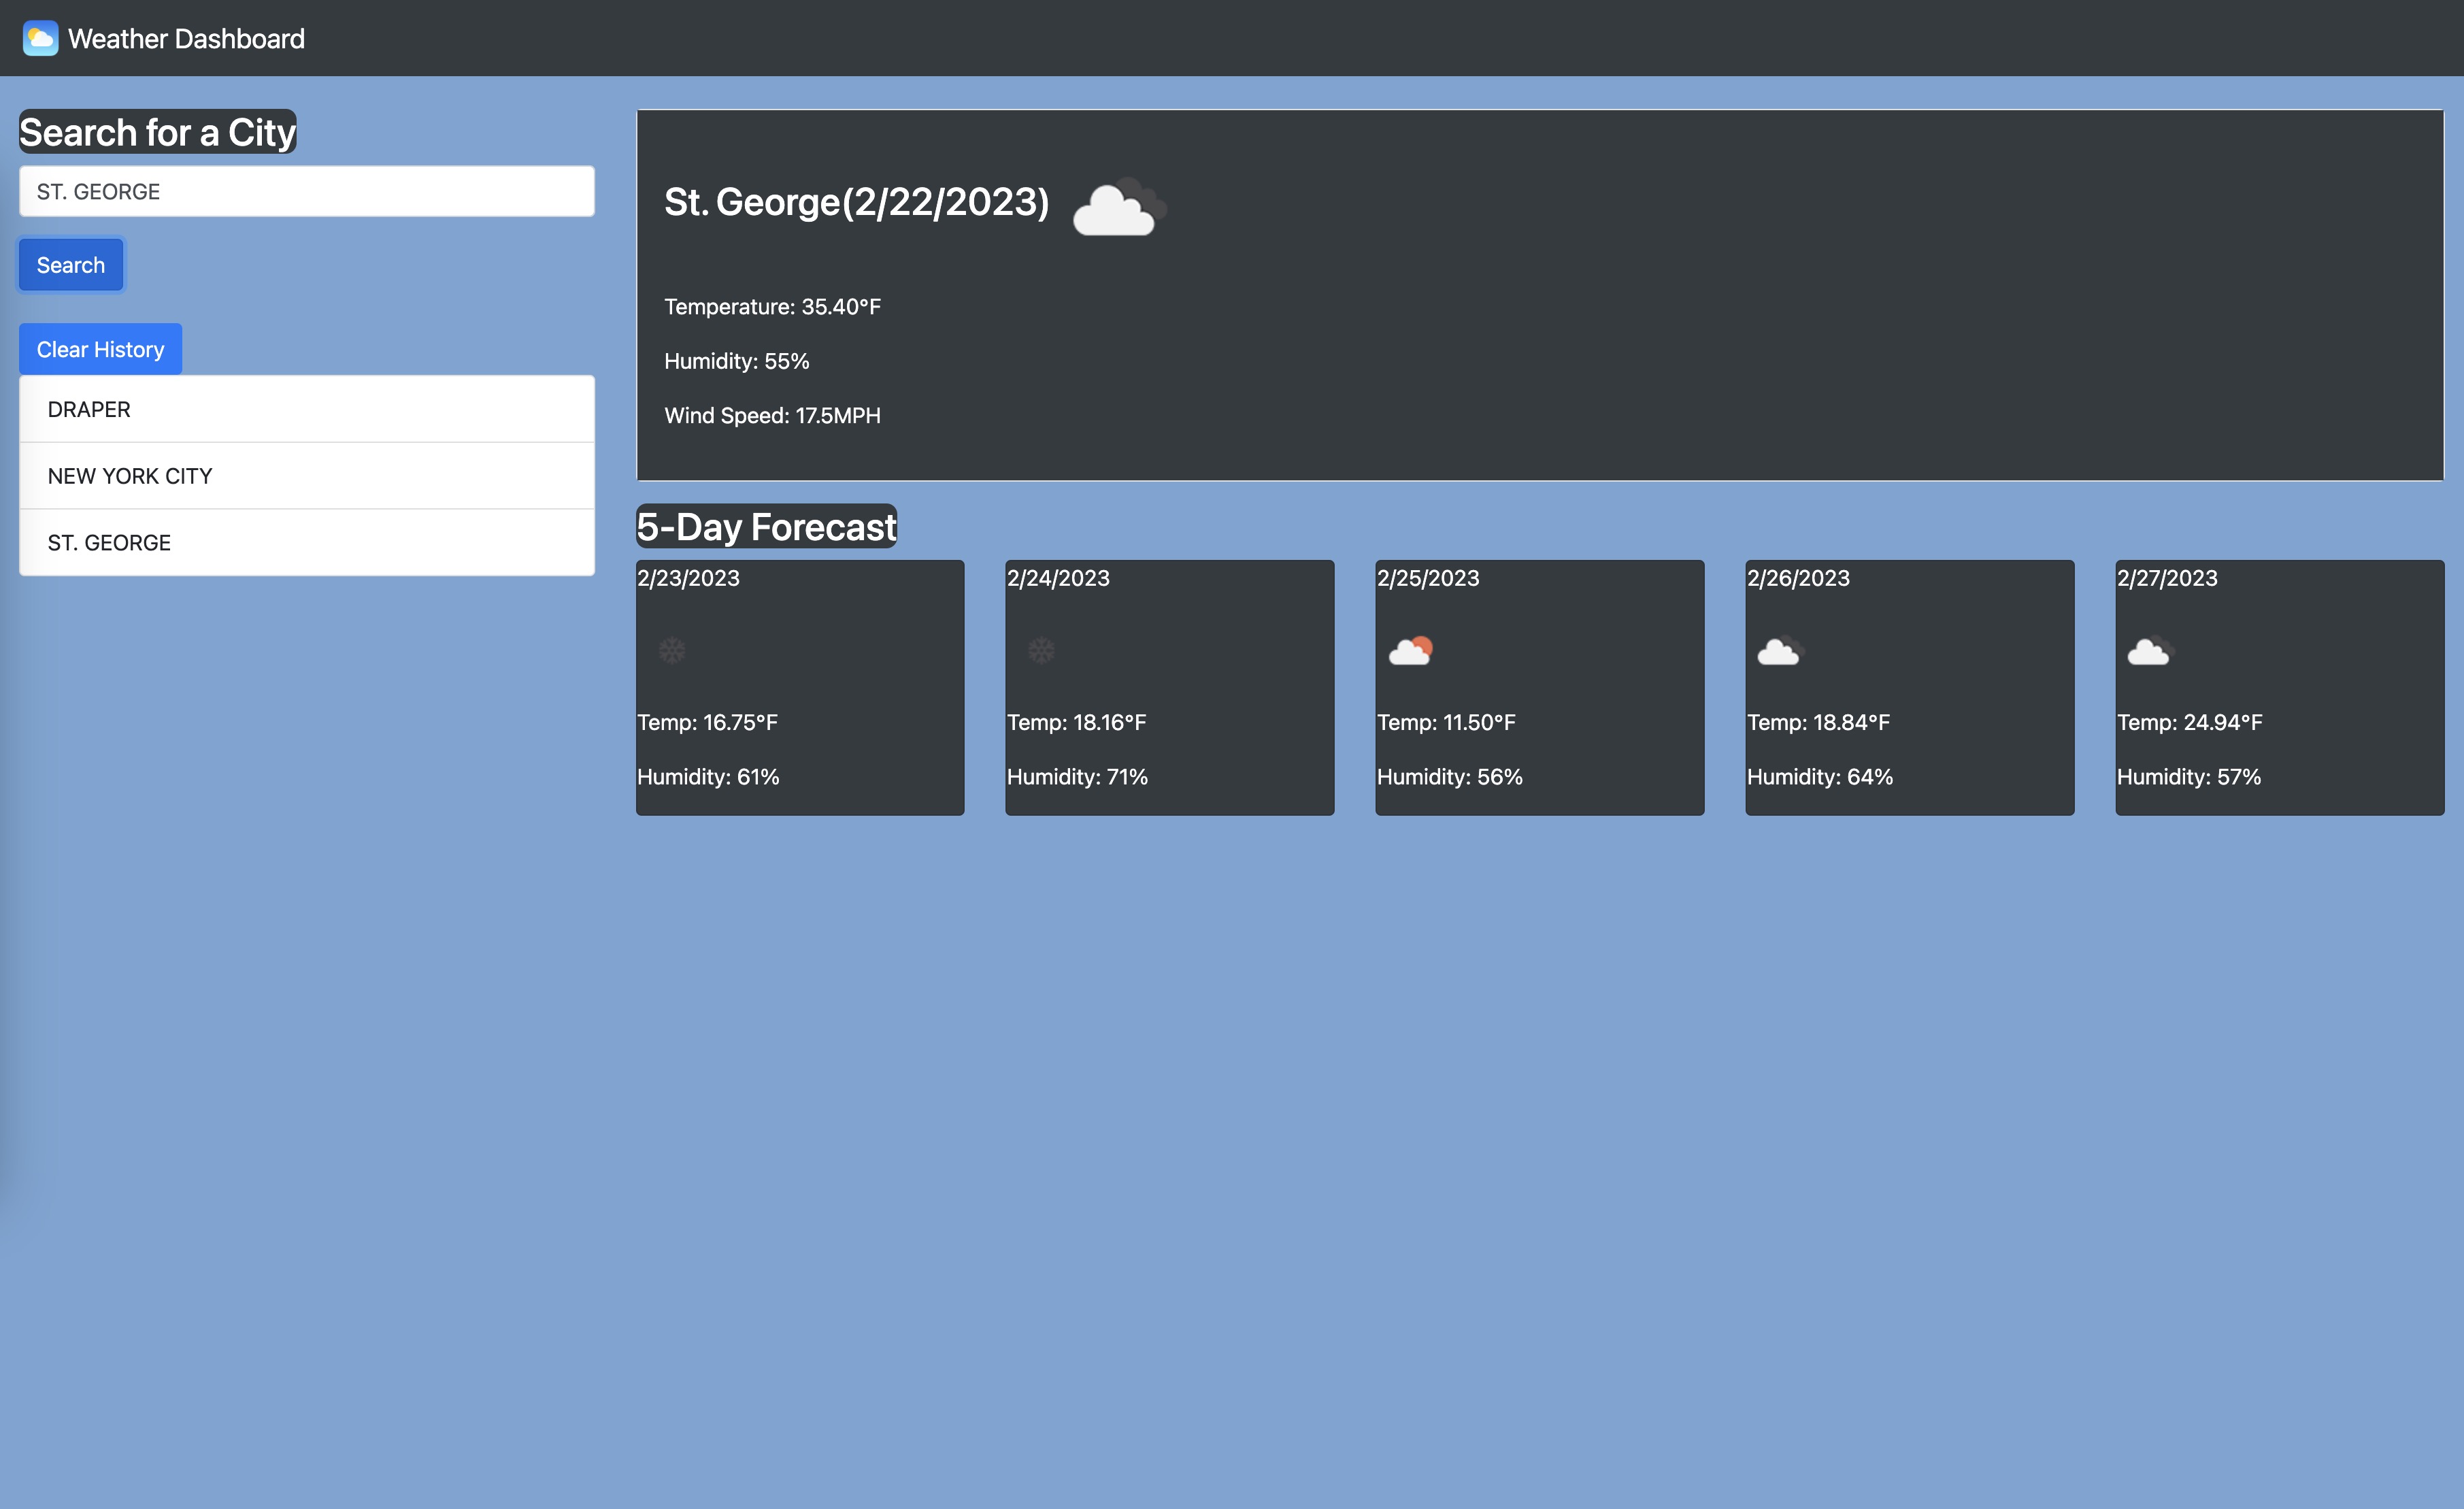 Weather Dashboard
Search for a City
ST. GEORGE
Search
Clear History
DRAPER
NEW YORK CITY
ST. GEORGE
St. George(2/22/2023)
Temperature: 35.40°F
Humidity: 55%
Wind Speed: 17.5MPH
5-Day Forecast
2/23/2023
Temp: 16.75°F
Humidity: 61%
2/24/2023
Temp: 18.16°F
Humidity: 71%
2/25/2023
Temp: 11.50°F
Humidity: 56%
2/26/2023
Temp: 18.84°F
Humidity: 64%
2/27/2023
Temp: 24.94°F
Humidity: 57%